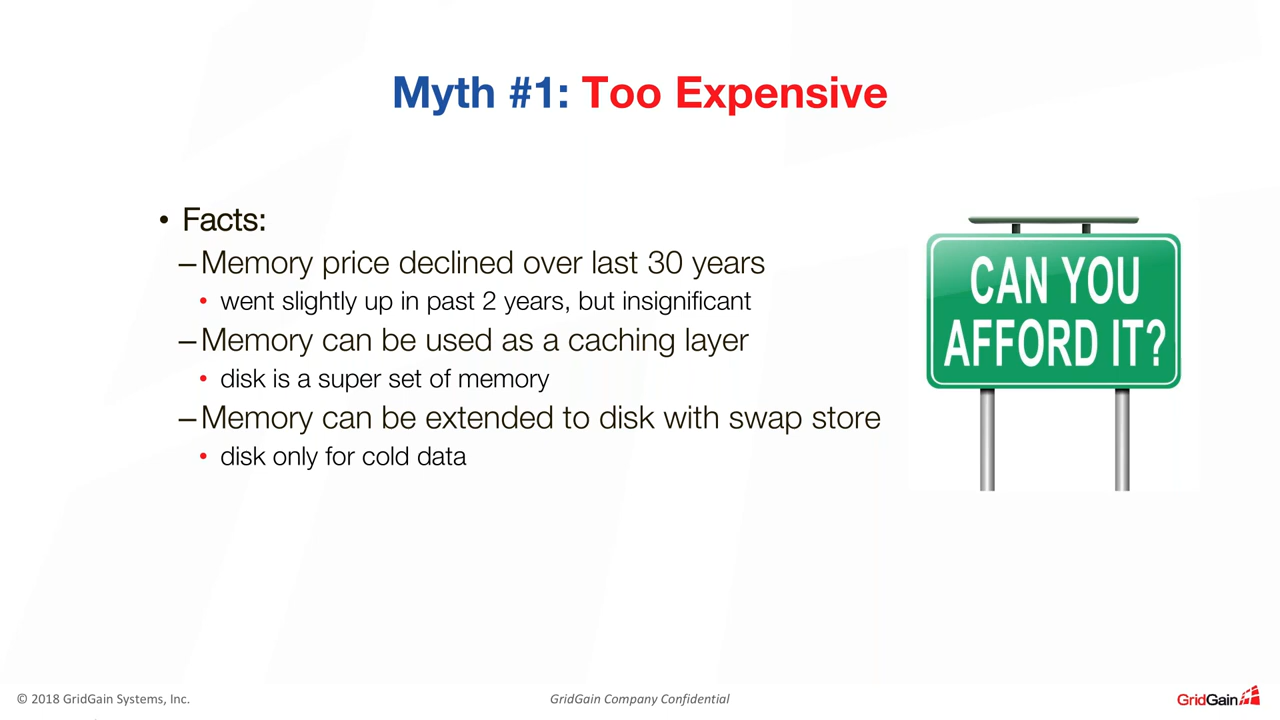 Myth #1: Too Expensive
• Facts:
–Memory price declined over last 30 years
• went slightly up in past 2 years, but insignificant
–Memory can be used as a caching layer
• disk is a super set of memory
–Memory can be extended to disk with swap store
• disk only for cold data
CAN YOU
AFFORD IT?
© 2018 GridGain Systems, Inc.
GridGain Company Confidential
GridGain